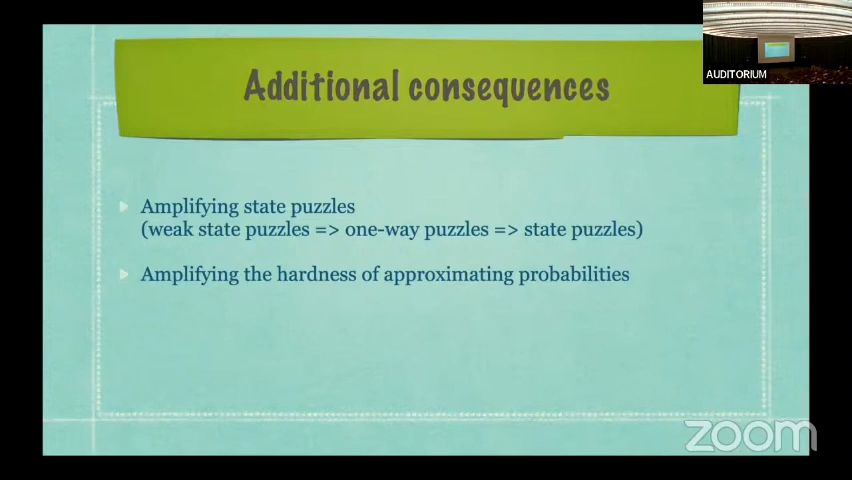 Additional consequences
AUDITORIUM
Amplifying state puzzles
(weak state puzzles => one-way puzzles => state puzzles)
Amplifying the hardness of approximating probabilities
zoom